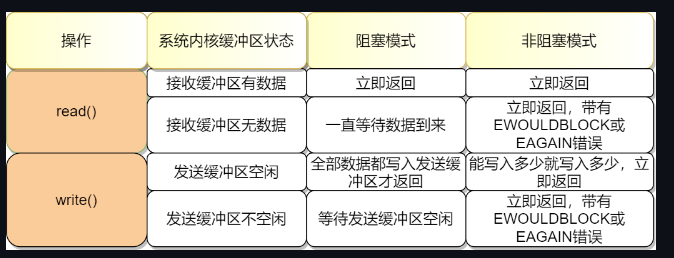 操作
系统内核缓冲区状态
阻塞模式
非阻塞模式
read()
接收缓冲区有数据
立即返回
立即返回
接收缓冲区无数据
一直等待数据到来
立即返回，带有
EWOULDBLOCK或
EAGAIN错误
write()
发送缓冲区空闲
全部数据都写入发送缓
冲区才返回
能写入多少就写入多少，立
即返回
发送缓冲区不空闲
等待发送缓冲区空闲
立即返回，带有
EWOULDBLOCK或
EAGAIN错误